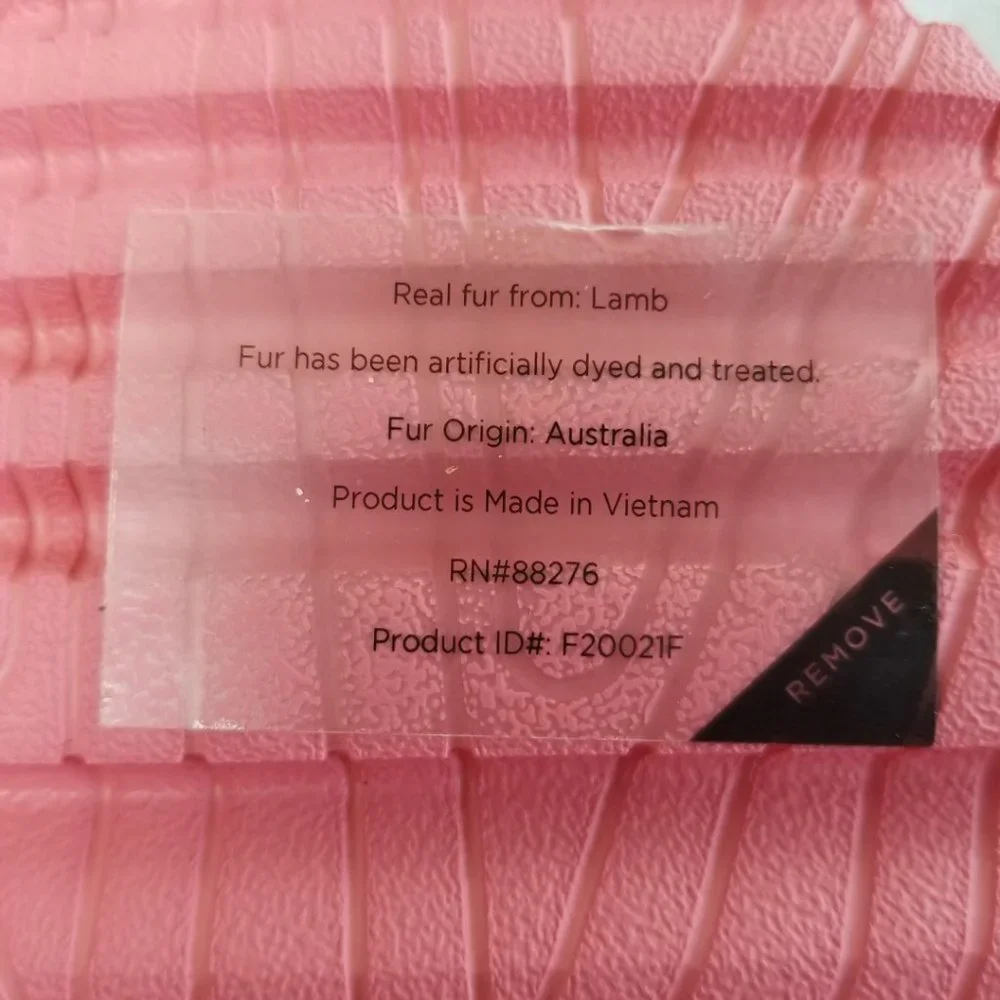 Real fur from: Lamb
Fur has been artificially dyed and treated.
Fur Origin: Australia
Product is Made in Vietnam
RN#88276
Product ID#: F20021F
REMOVE